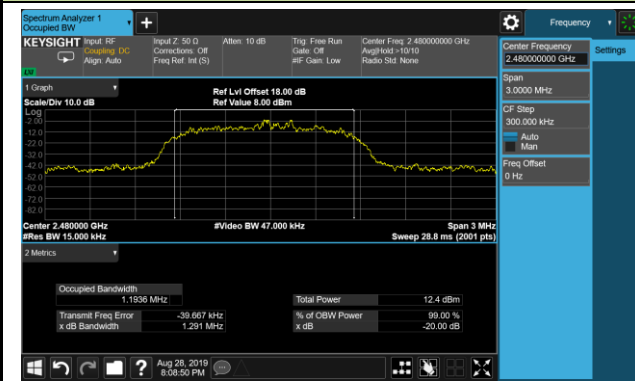 Spectrum Analyzer 1
Occupied BW
+
Frequency
KEYSIGHT
Input: RF
Coupling: DC
Align: Auto
Input Z: 50 Ω
Corrections: Off
Freq Ref: Int (S)
Atten: 10 dB
Trig: Free Run
Gate: Off
#IF Gain: Low
Center Freq: 2.480000000 GHz
Avg|Hold:>10/10
Radio Std: None
Center Frequency
2.480000000 GHz
Settings
Span
3.0000 MHz
CF Step
300.000 kHz
Auto
Man
Freq Offset
0 Hz
1 Graph
Scale/Div 10.0 dB
Ref Lvl Offset 18.00 dB
Ref Value 8.00 dBm
Log
-2.00
-12.0
-22.0
-32.0
-42.0
-52.0
-62.0
-72.0
-82.0
Center 2.480000 GHz
#Res BW 15.000 kHz
#Video BW 47.000 kHz
Span 3 MHz
Sweep 28.8 ms (2001 pts)
2 Metrics
Occupied Bandwidth
1.1936 MHz
Total Power 12.4 dBm
Transmit Freq Error -39.667 kHz
% of OBW Power 99.00 %
x dB Bandwidth 1.291 MHz
x dB -20.00 dB
?
Aug 28, 2019
8:08:50 PM